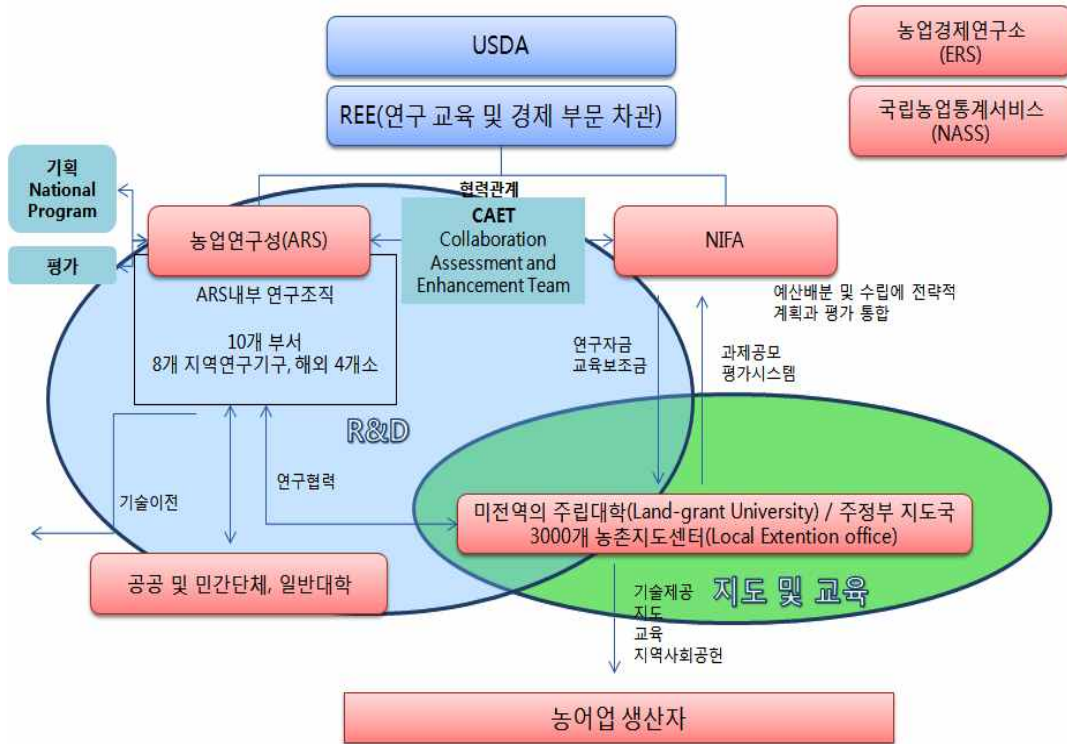 USDA
농업경제연구소
(ERS)
REE(연구 교육 및 경제 부문 차관)
국립농업통계서비스
(NASS)
기획
National
Program
평가
협력관계
CAET
Collaboration
Assessment and
Enhancement Team
농업연구성(ARS)
NIFA
ARS내부 연구조직
10개 부서
8개 지역연구기구, 해외 4개소
예산배분 및 수립에 전략적
계획과 평가 통합
연구자금
교육보조금
과제공모
평가시스템
R&D
기술이전
연구협력
미전역의 주립대학(Land-grant University) / 주정부 지도국
3000개 농촌지도센터(Local Extention office)
공공 및 민간단체, 일반대학
지도 및 교육
기술제공
지도
교육
지역사회공헌
농어업 생산자